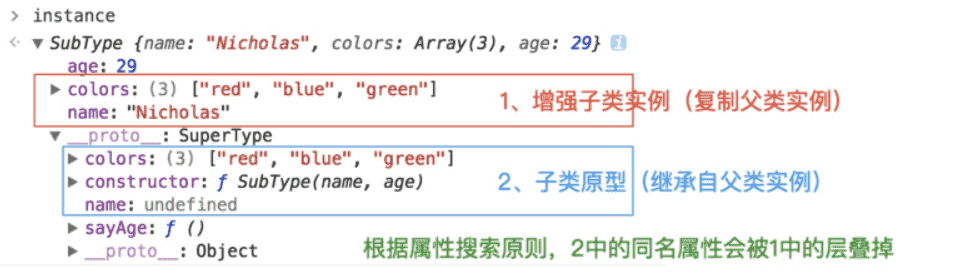 > instance
<· ▼ SubType {name: "Nicholas", colors: Array(3), age: 29} i
age: 29
▶ colors: (3) ["red", "blue", "green"]
name: "Nicholas"
1、增强子类实例（复制父类实例）
▼ __proto__: SuperType
▶ colors: (3) ["red", "blue", "green"]
▶ constructor: ƒ SubType(name, age)
name: undefined
2、子类原型（继承自父类实例）
▶ sayAge: ƒ ()
▶ __proto__: Object
根据属性搜索原则，2中的同名属性会被1中的层叠掉